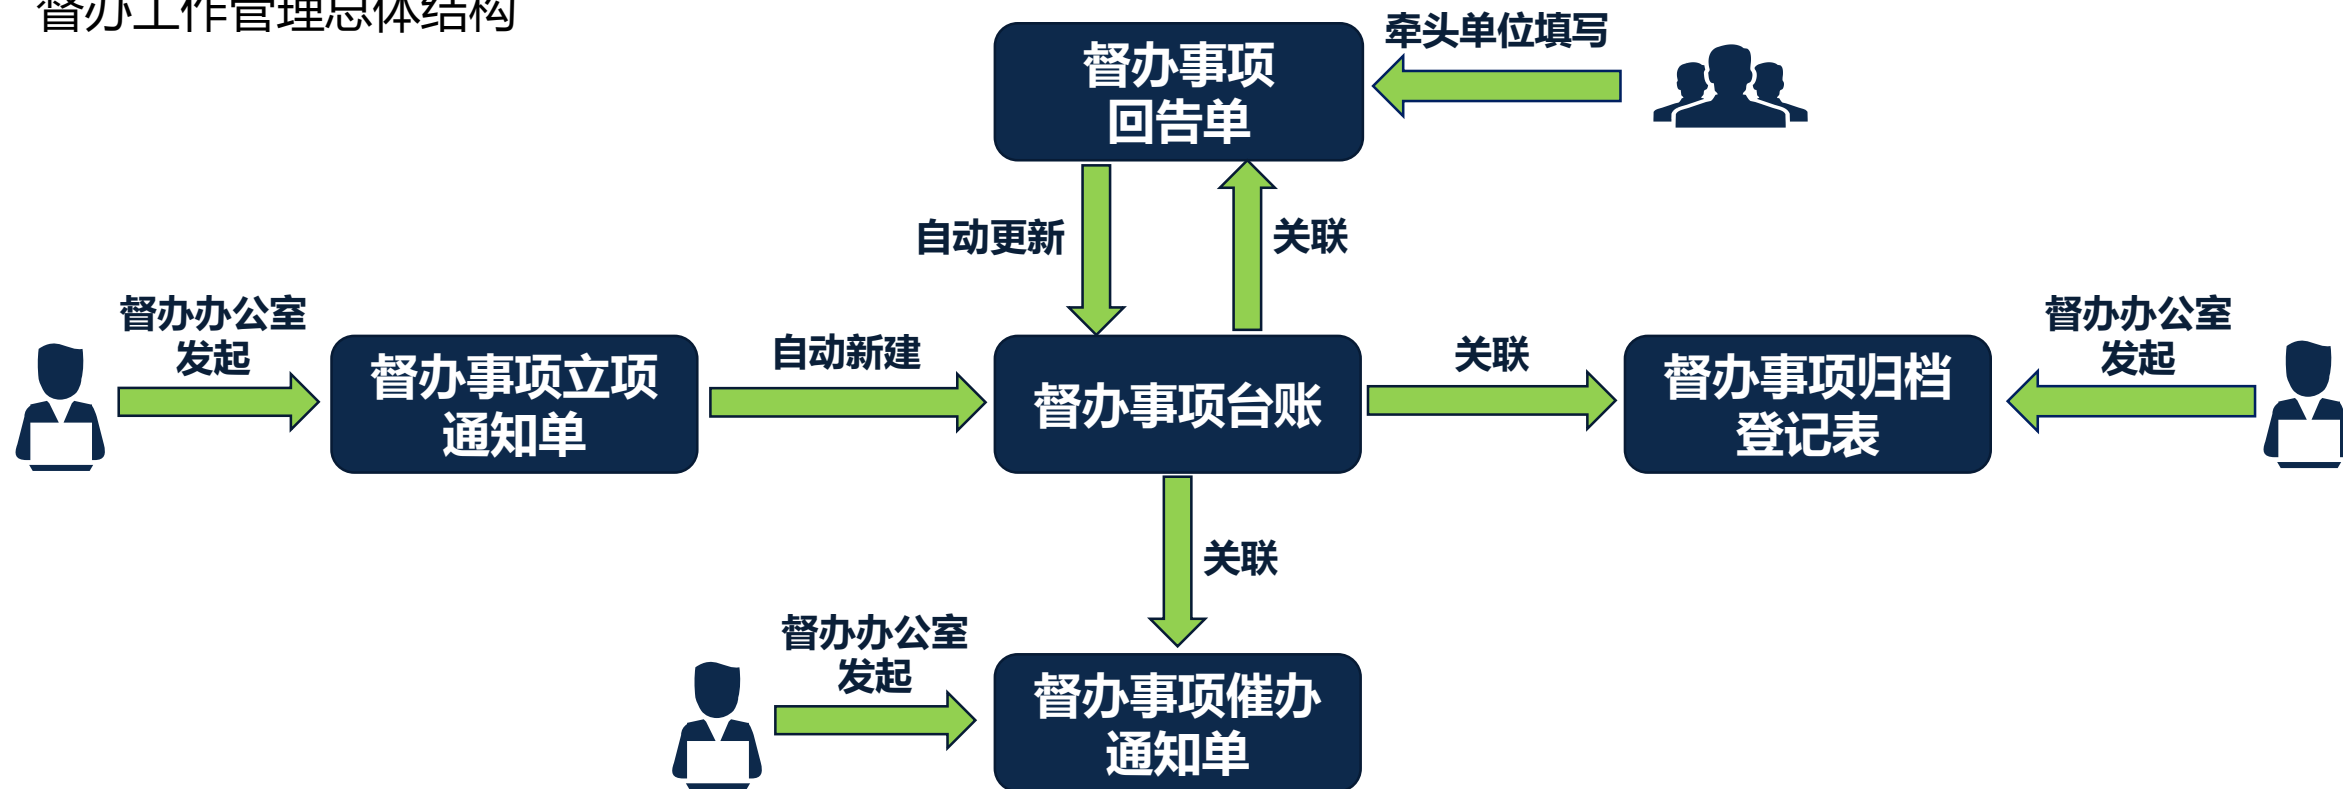 督办工作管理总体结构
牵头单位填写
督办事项
回告单
自动更新
关联
督办办公室
发起
督办事项立项
通知单
自动新建
督办事项台账
关联
督办事项归档
登记表
督办办公室
发起
关联
督办办公室
发起
督办事项催办
通知单